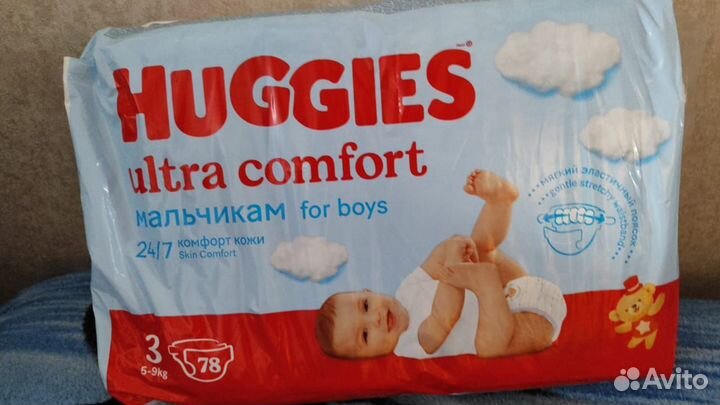 HUGGIES
ultra comfort
мальчикам for boys
24/7 комфорт кожи
Skin Comfort
мягкий эластичный поясок
gentle stretchy waistband
3
5-9kg
78
Avito